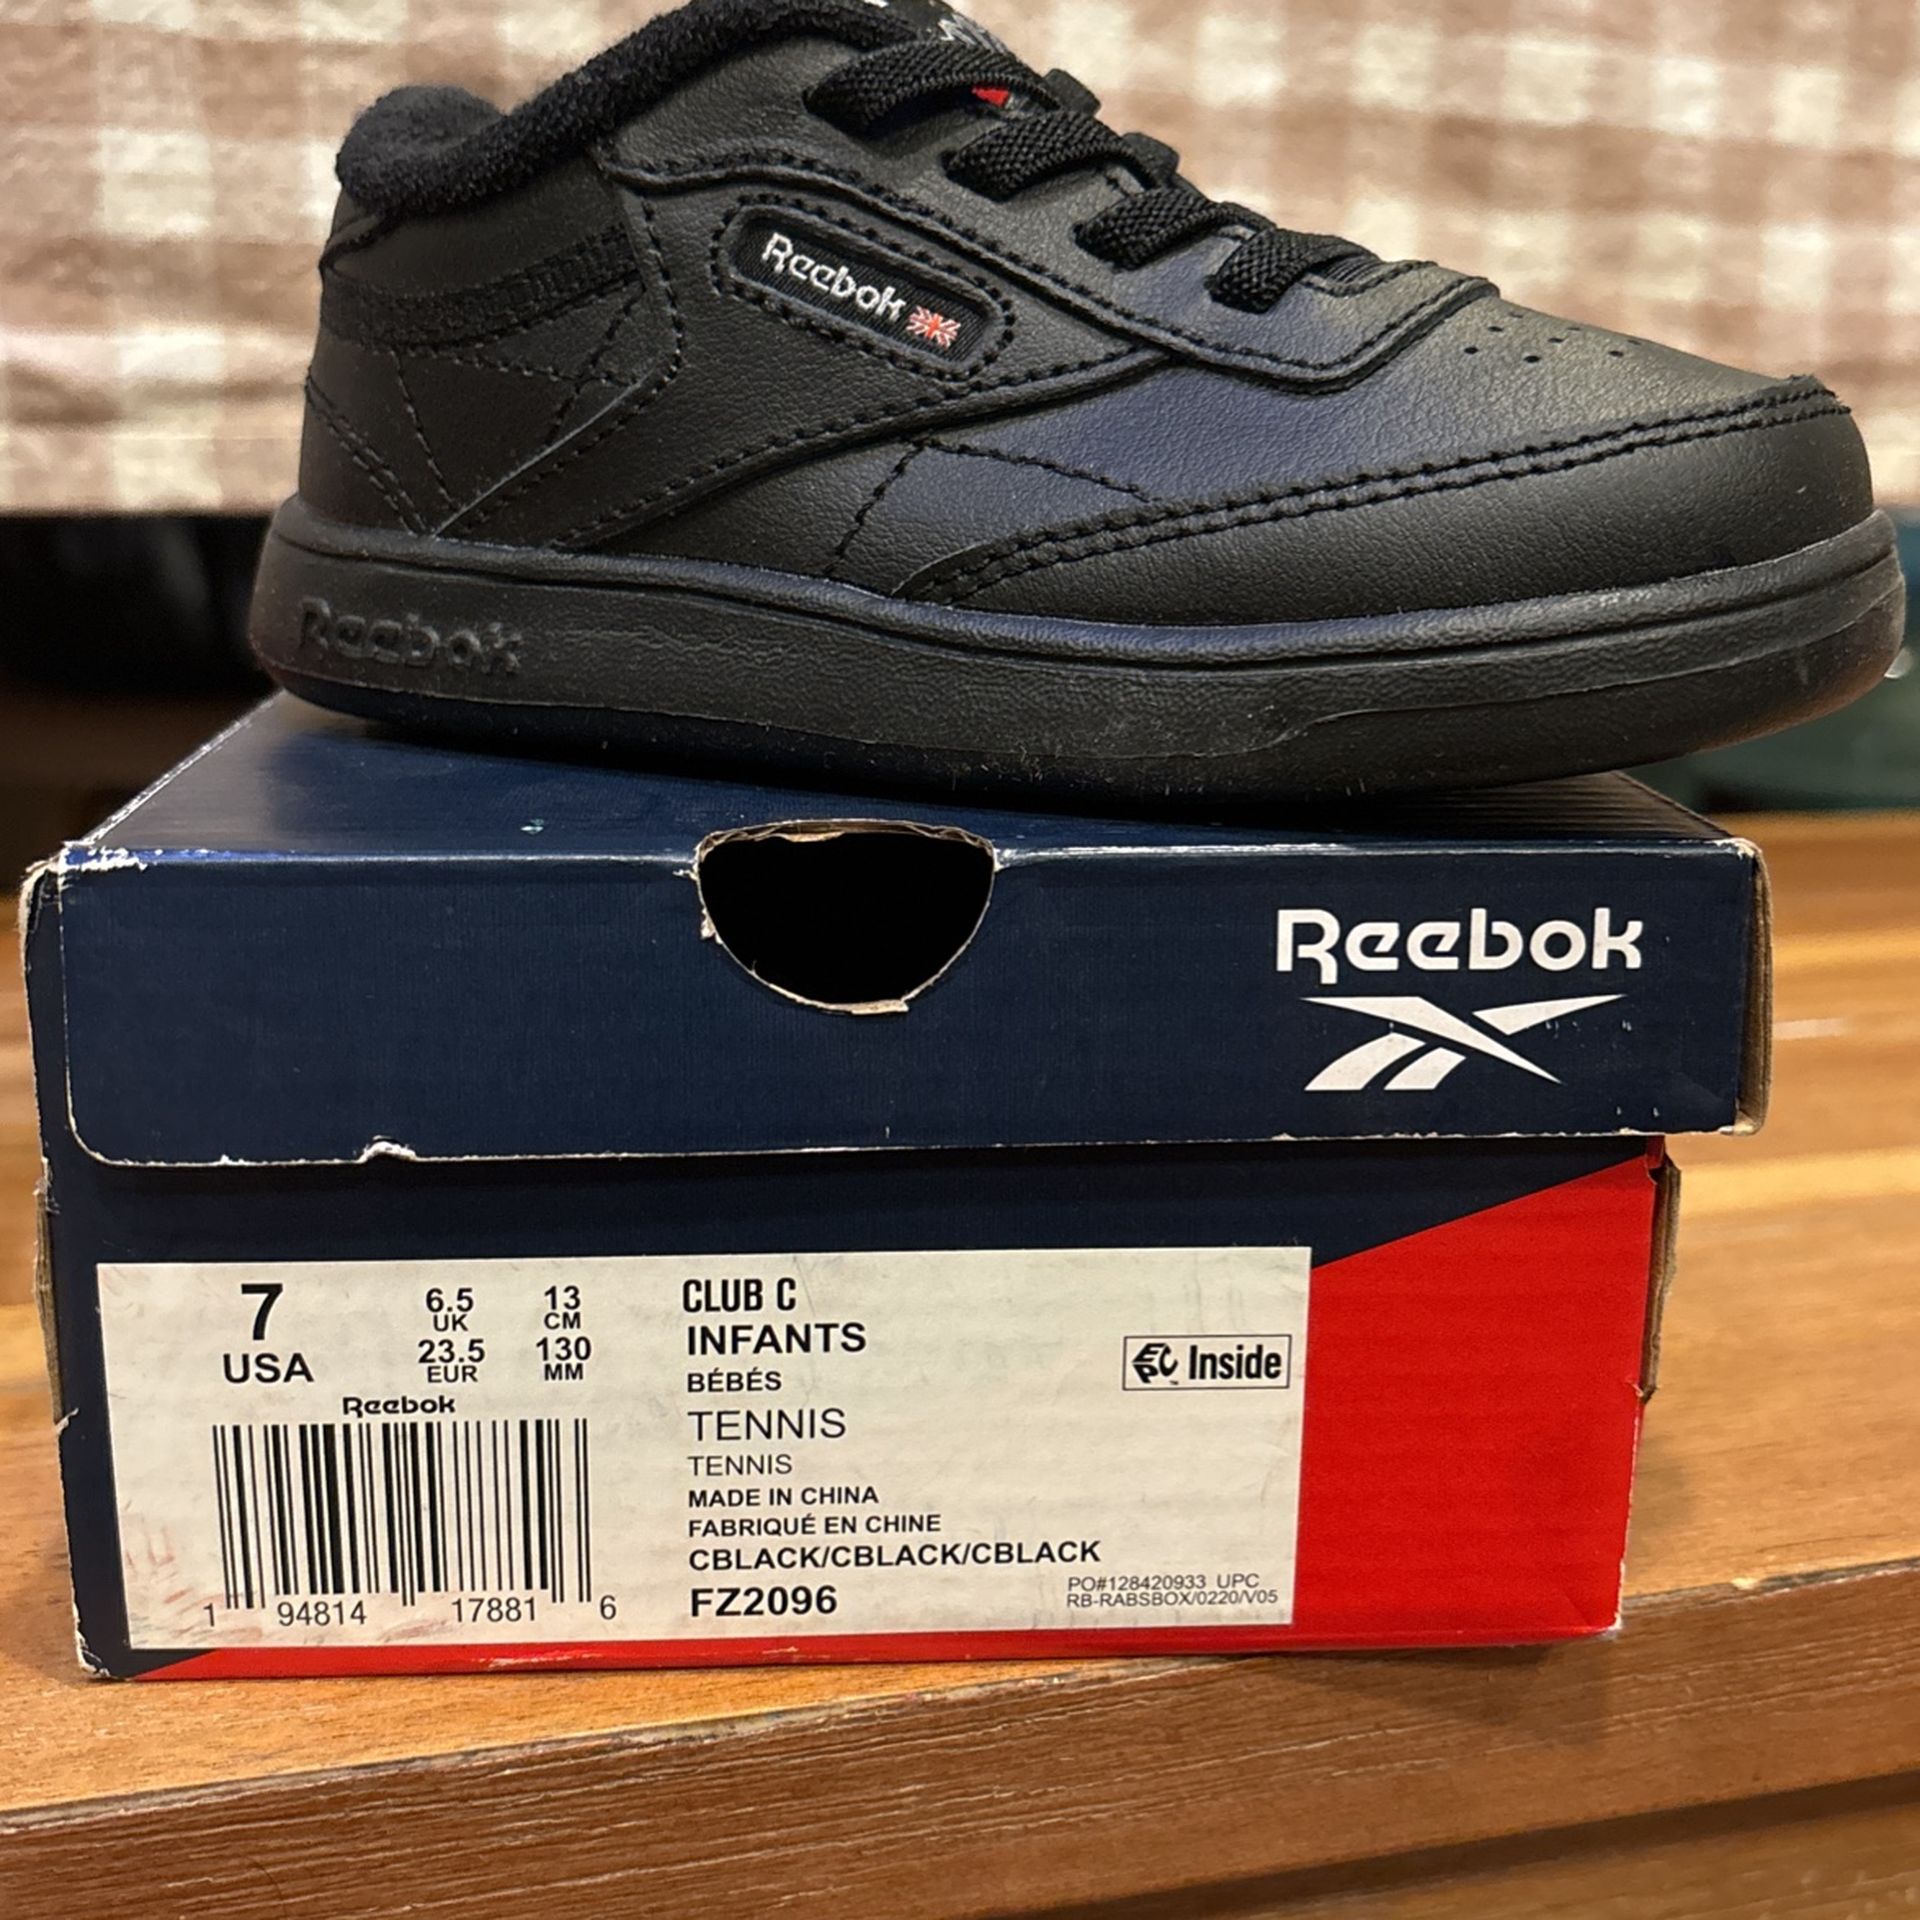 Reebok
Reebok
Reebok
7
USA
6.5
UK
23.5
EUR
13
CM
130
MM
Reebok
1 94814 17881 6
CLUB C
INFANTS
BÉBÉS
TENNIS
TENNIS
MADE IN CHINA
FABRIQUÉ EN CHINE
CBLACK/CBLACK/CBLACK
FZ2096
EPC Inside
PO#128420933 UPC
RB-RABSBOX/0220/V05